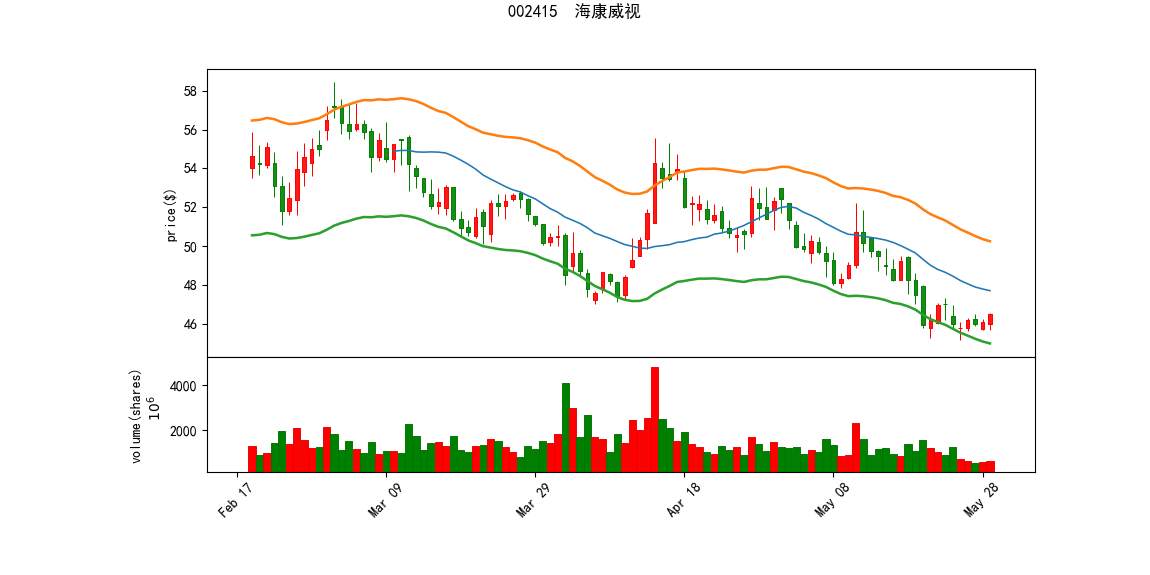 002415 海康威视
price($)
58
56
54
52
50
48
46
volume(shares)
10^6
4000
2000
Feb 17
Mar 09
Mar 29
Apr 18
May 08
May 28